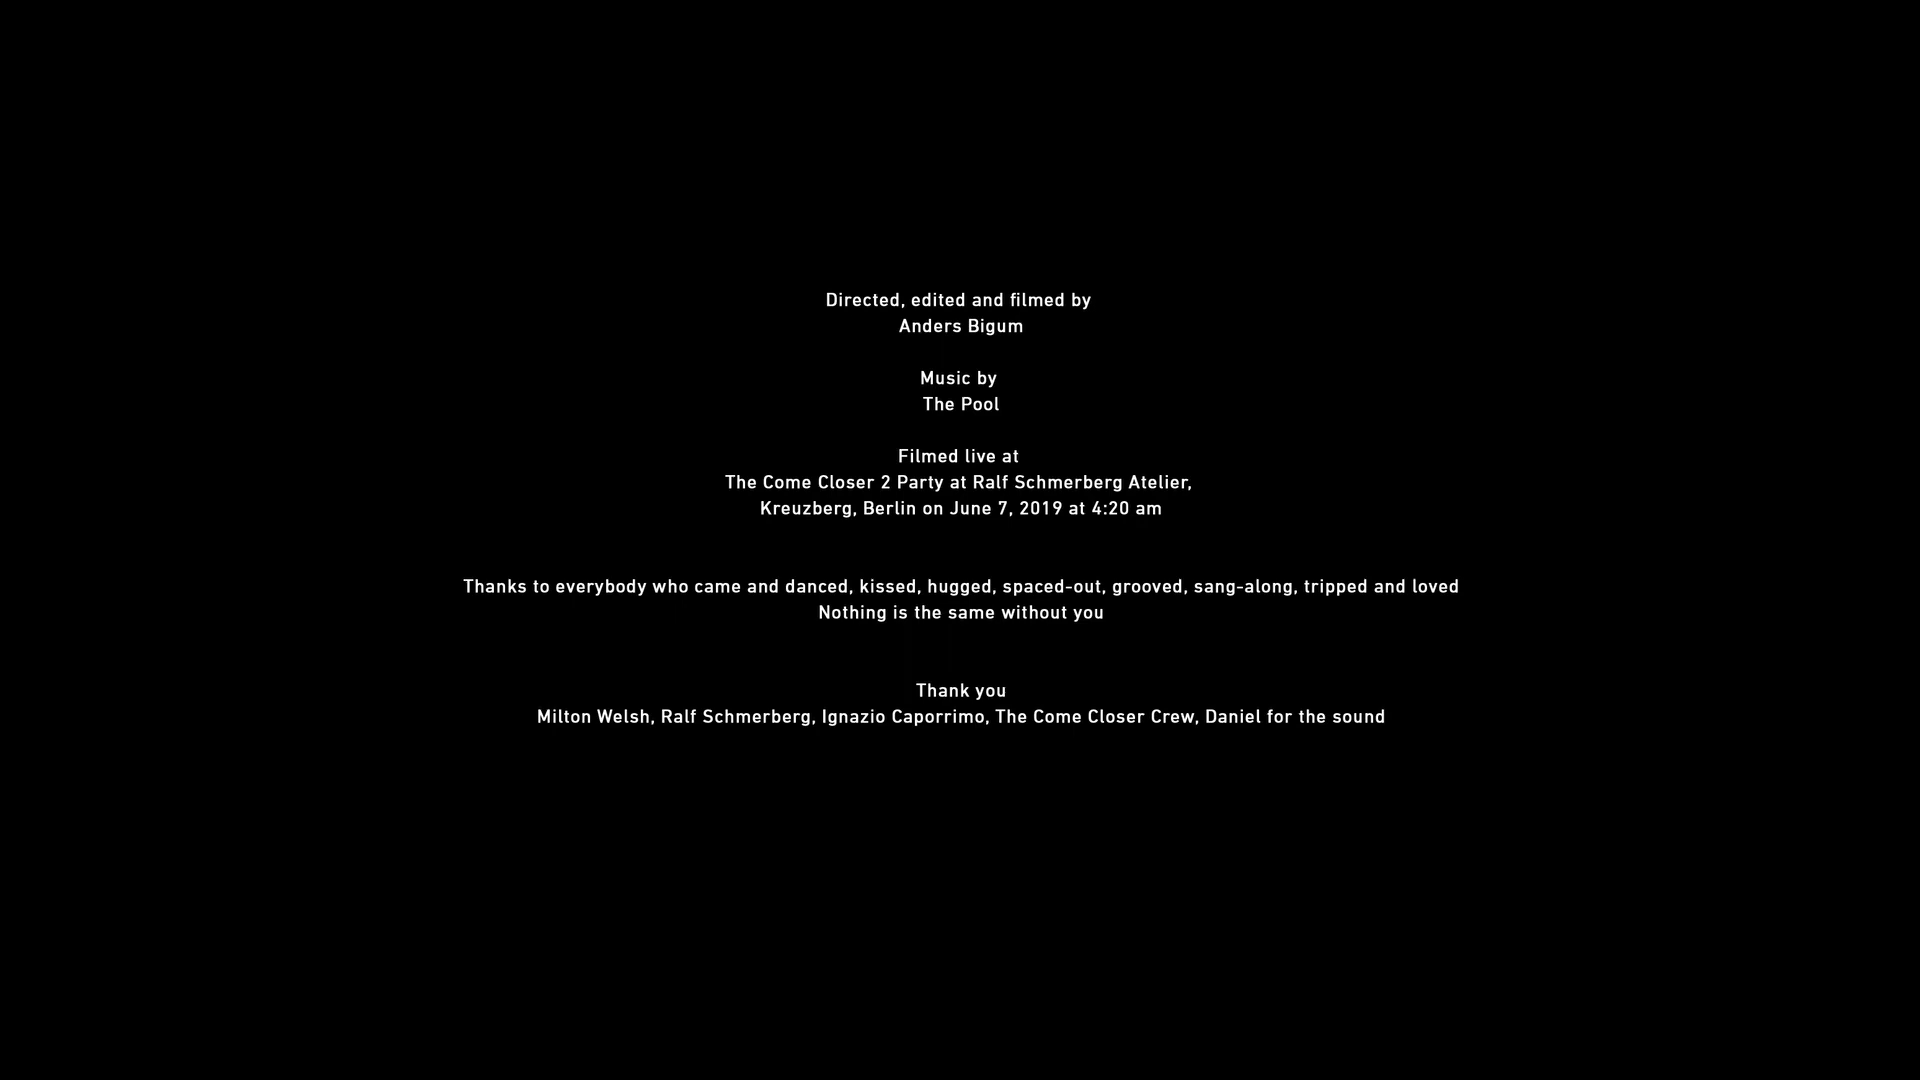 Directed, edited and filmed by
Anders Bigum
Music by
The Pool
Filmed live at
The Come Closer 2 Party at Ralf Schmerberg Atelier,
Kreuzberg, Berlin on June 7, 2019 at 4:20 am
Thanks to everybody who came and danced, kissed, hugged, spaced-out, grooved, sang-along, tripped and loved
Nothing is the same without you
Thank you
Milton Welsh, Ralf Schmerberg, Ignazio Caporrimo, The Come Closer Crew, Daniel for the sound